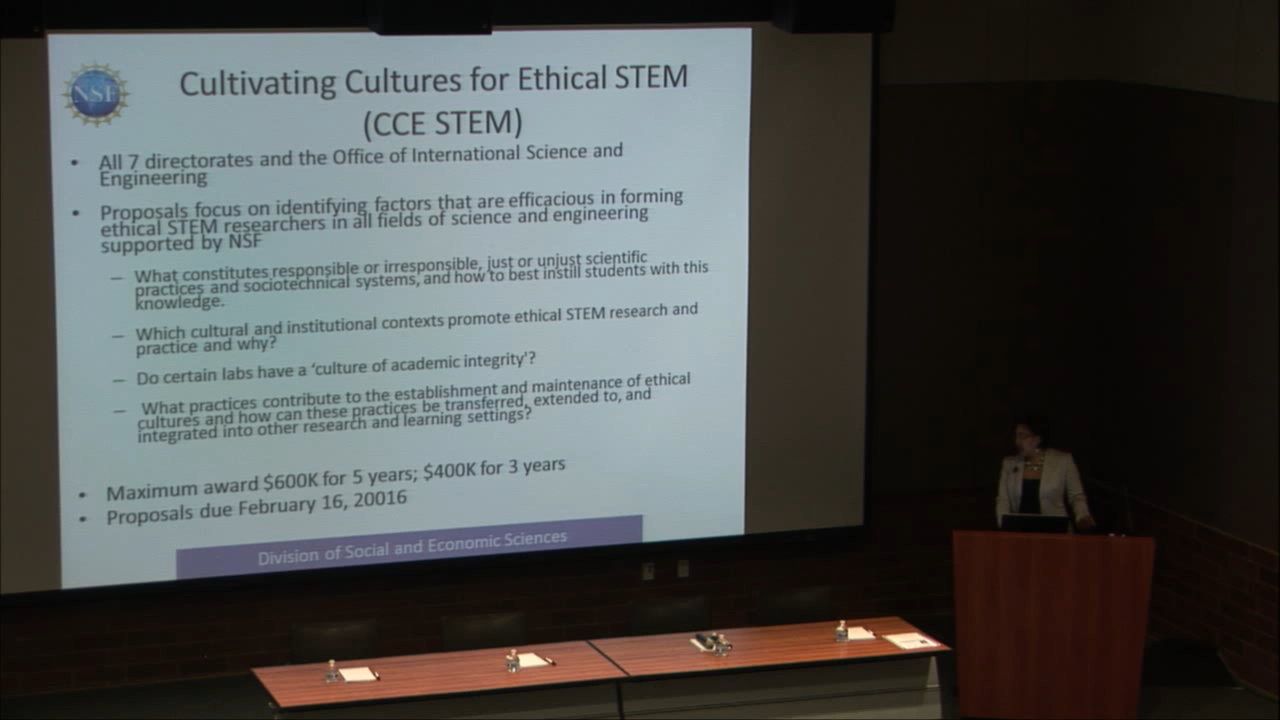 NSF
Cultivating Cultures for Ethical STEM
(CCE STEM)
• All 7 directorates and the Office of International Science and
Engineering
• Proposals focus on identifying factors that are efficacious in forming
ethical STEM researchers in all fields of science and engineering
supported by NSF
– What constitutes responsible or irresponsible, just or unjust scientific
practices and sociotechnical systems, and how to best instill students with this
knowledge.
– Which cultural and institutional contexts promote ethical STEM research and
practice and why?
– Do certain labs have a ‘culture of academic integrity’?
– What practices contribute to the establishment and maintenance of ethical
cultures and how can these practices be transferred, extended to, and
integrated into other research and learning settings?
• Maximum award $600K for 5 years; $400K for 3 years
• Proposals due February 16, 20016
Division of Social and Economic Sciences